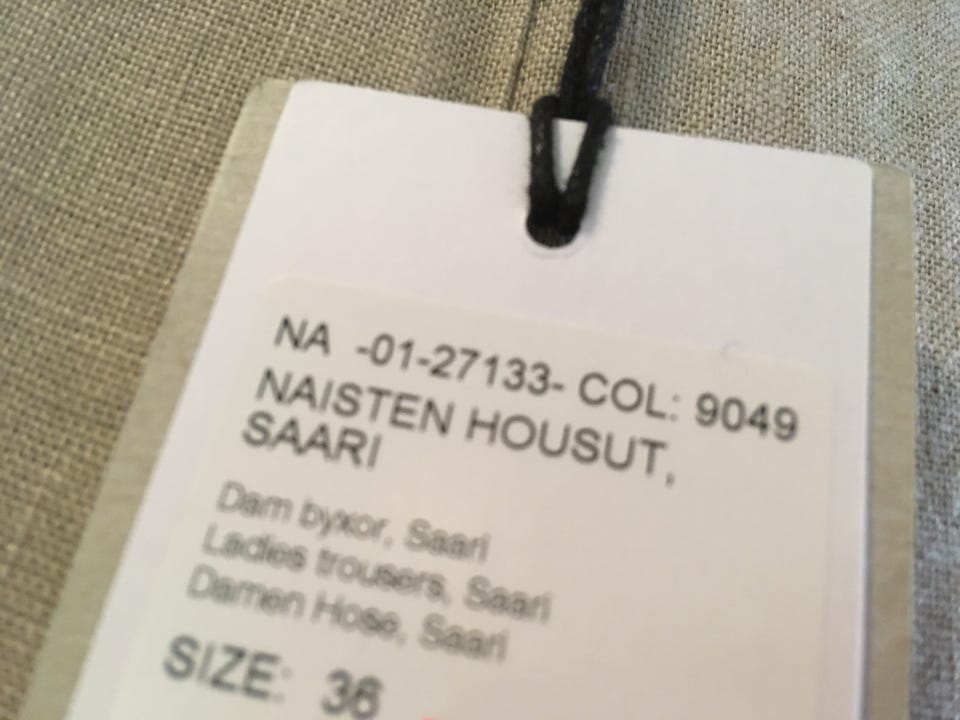 NA -01-27133- COL: 9049
NAISTEN HOUSUT,
SAARI
Dam byxor, Saari
Ladies trousers, Saari
Damen Hose, Saari
SIZE: 36